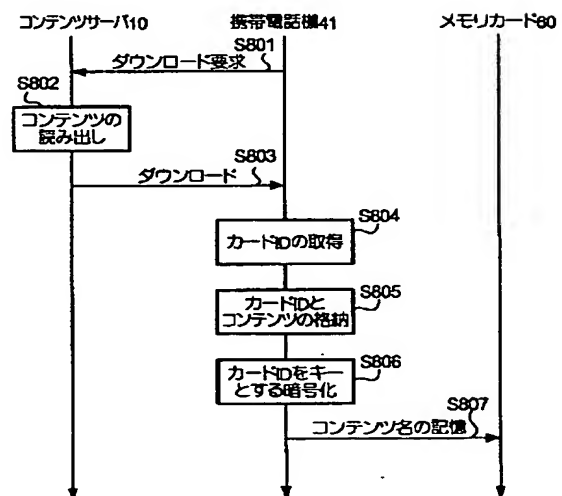 コンテンツサーバ10
携帯電話機41
メモリカード60
S801
ダウンロード要求
S802
コンテンツの
読み出し
S803
ダウンロード
S804
カードIDの取得
S805
カードIDと
コンテンツの格納
S806
カードIDをキー
とする暗号化
S807
コンテンツ名の記憶